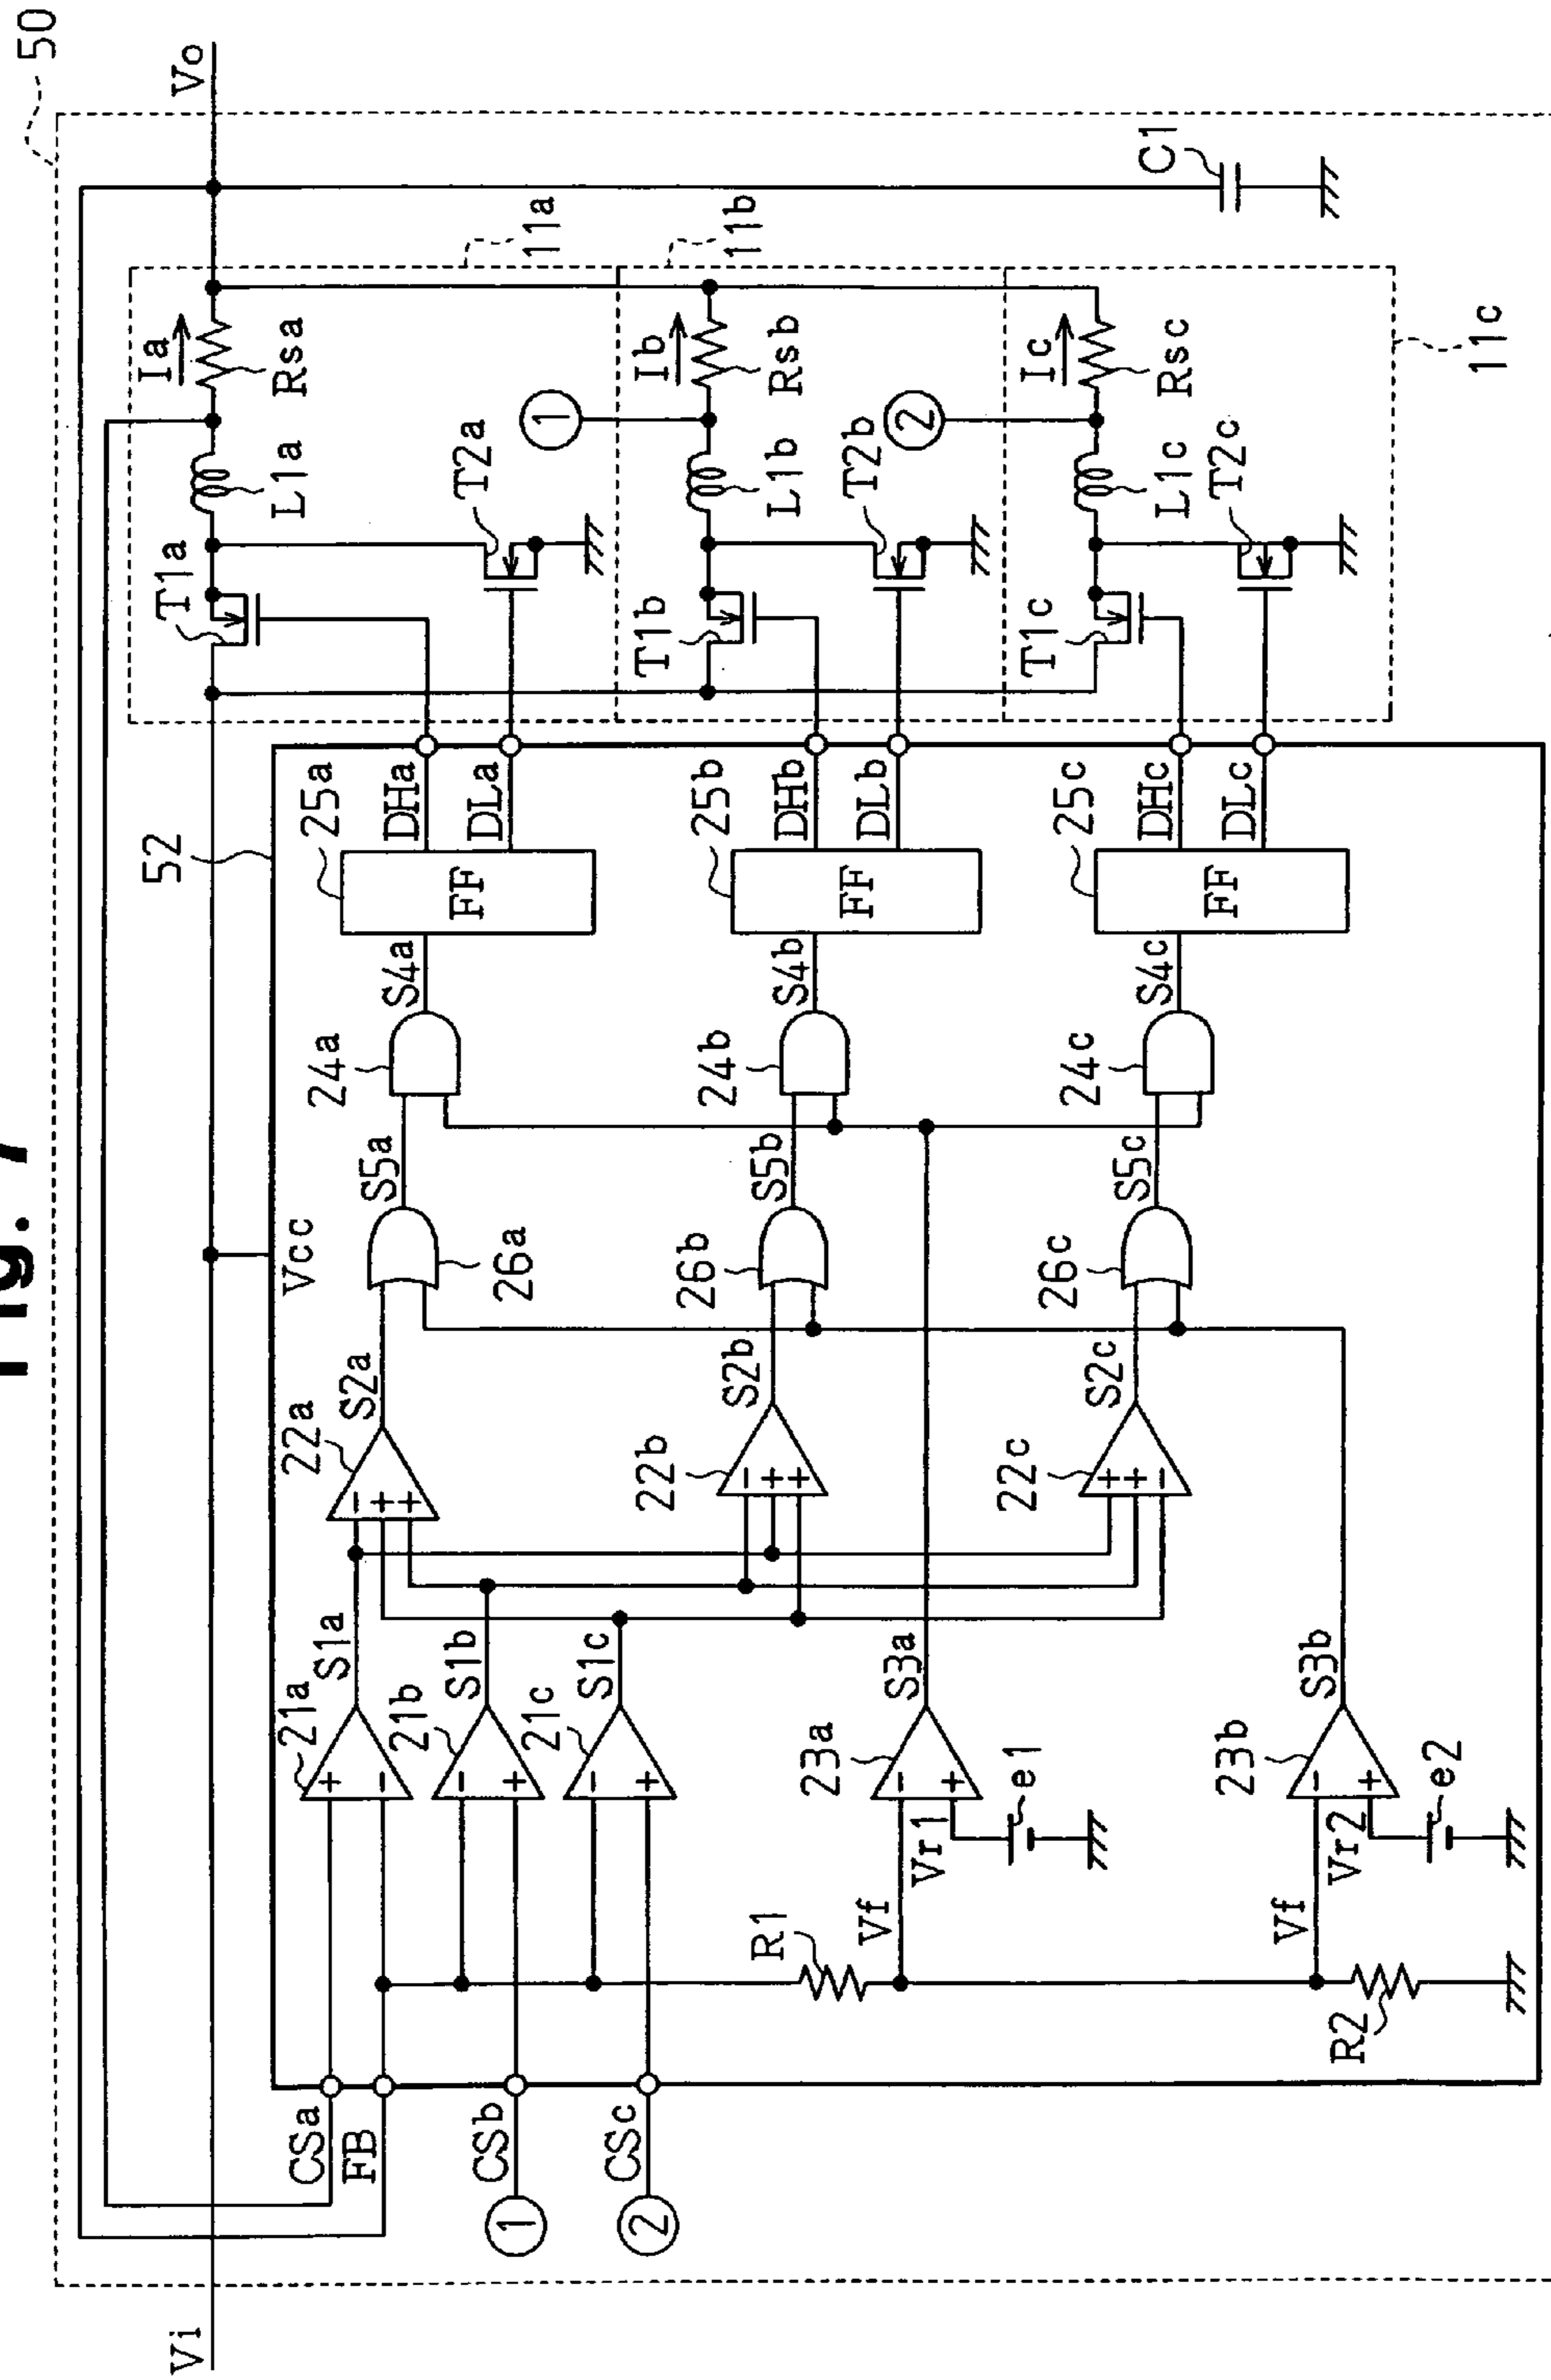 Fig. 7
50
Vi
Vo
Vcc
52
CSa
FB
CSb
CSc
1
2
21a
+
-
S1a
21b
-
+
S1b
21c
-
+
S1c
22a
-
+
+
S2a
22b
-
+
+
S2b
22c
+
+
-
S2c
R1
Vf
23a
-
+
S3a
Vr1
e1
Vf
23b
-
+
S3b
Vr2
e2
R2
26a
S5a
26b
S5b
26c
S5c
24a
S4a
24b
S4b
24c
S4c
25a
FF
DHa
DLa
25b
FF
DHb
DLb
25c
FF
DHc
DLc
T1a
L1a
Ia
Rsa
T2a
11a
1
T1b
L1b
Ib
Rsb
T2b
11b
2
T1c
L1c
Ic
Rsc
T2c
11c
C1